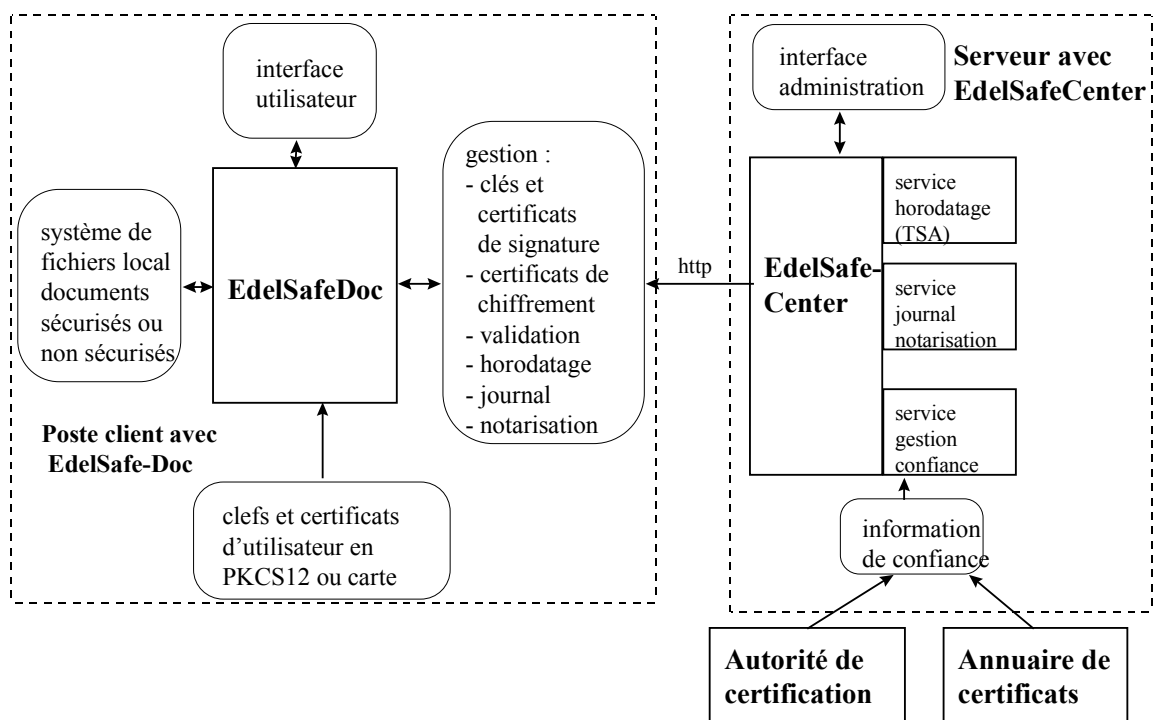 interface
utilisateur
système de
fichiers local
documents
sécurisés ou
non sécurisés
EdelSafeDoc
gestion :
- clés et
certificats
de signature
- certificats de
chiffrement
- validation
- horodatage
- journal
- notarisation
Poste client avec
EdelSafe-Doc
clefs et certificats
d’utilisateur en
PKCS12 ou carte
http
interface
administration
Serveur avec
EdelSafeCenter
EdelSafe-
Center
service
horodatage
(TSA)
service
journal
notarisation
service
gestion
confiance
information
de confiance
Autorité de
certification
Annuaire de
certificats